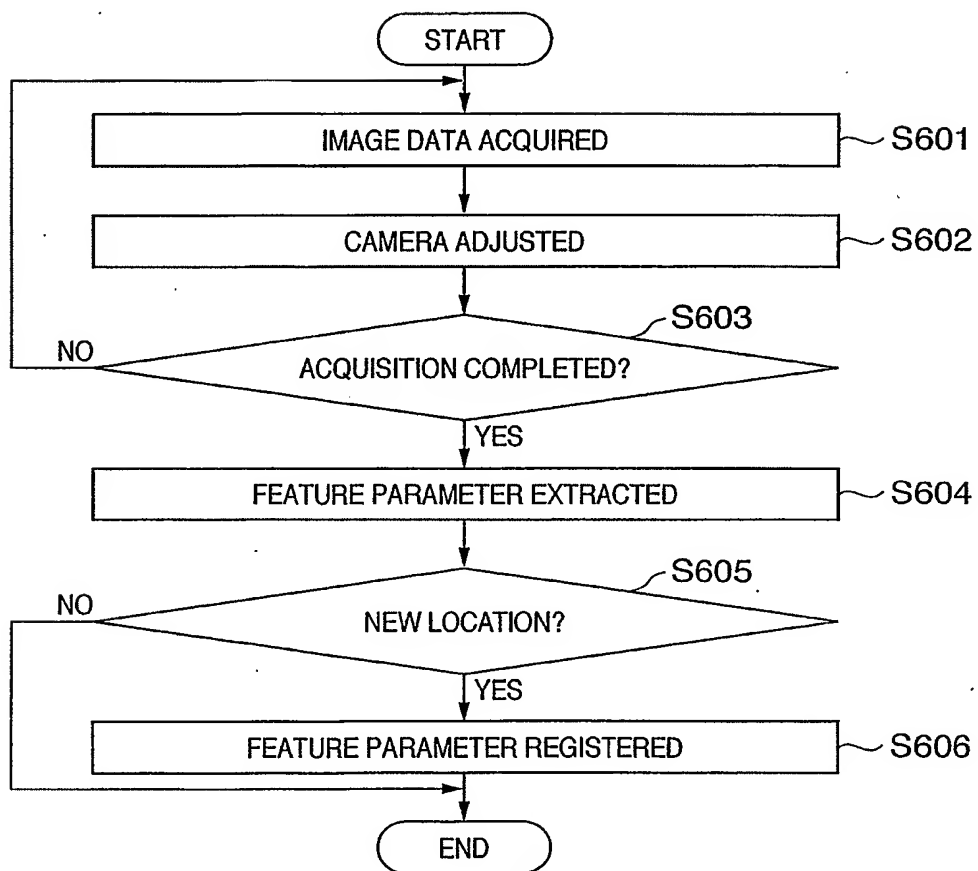 START
IMAGE DATA ACQUIRED
S601
CAMERA ADJUSTED
S602
S603
NO
ACQUISITION COMPLETED?
YES
FEATURE PARAMETER EXTRACTED
S604
S605
NO
NEW LOCATION?
YES
FEATURE PARAMETER REGISTERED
S606
END